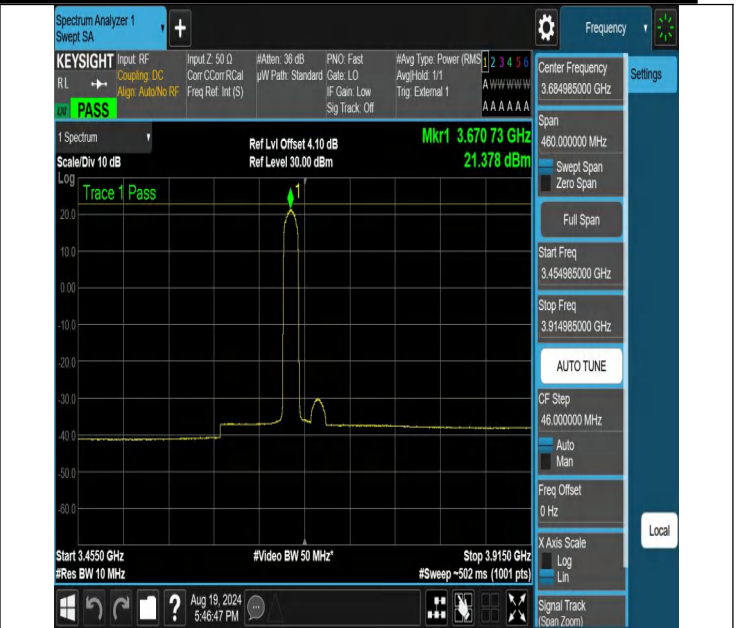 Spectrum Analyzer 1
Swept SA
Frequency
KEYSIGHT
RL
PASS
Input: RF
Coupling: DC
Align: Auto/No RF
Input Z: 50 Ω
Corr CCorr RCal
Freq Ref: Int (S)
#Atten: 36 dB
µW Path: Standard
PNO: Fast
Gate: LO
IF Gain: Low
Sig Track: Off
#Avg Type: Power (RMS
Avg|Hold: 1/1
Trig: External 1
1 2 3 4 5 6
A W W W W W
A A A A A A
1 Spectrum
Scale/Div 10 dB
Log
Ref Lvl Offset 4.10 dB
Ref Level 30.00 dBm
Mkr1 3.670 73 GHz
21.378 dBm
Trace 1 Pass
1
20.0
10.0
0.00
-10.0
-20.0
-30.0
-40.0
-50.0
-60.0
Start 3.4550 GHz
#Res BW 10 MHz
#Video BW 50 MHz*
Stop 3.9150 GHz
#Sweep ~502 ms (1001 pts)
Center Frequency
3.684985000 GHz
Settings
Span
460.000000 MHz
Swept Span
Zero Span
Full Span
Start Freq
3.454985000 GHz
Stop Freq
3.914985000 GHz
AUTO TUNE
CF Step
46.000000 MHz
Auto
Man
Freq Offset
0 Hz
X Axis Scale
Log
Lin
Local
Signal Track
(Span Zoom)
?
Aug 19, 2024
5:46:47 PM